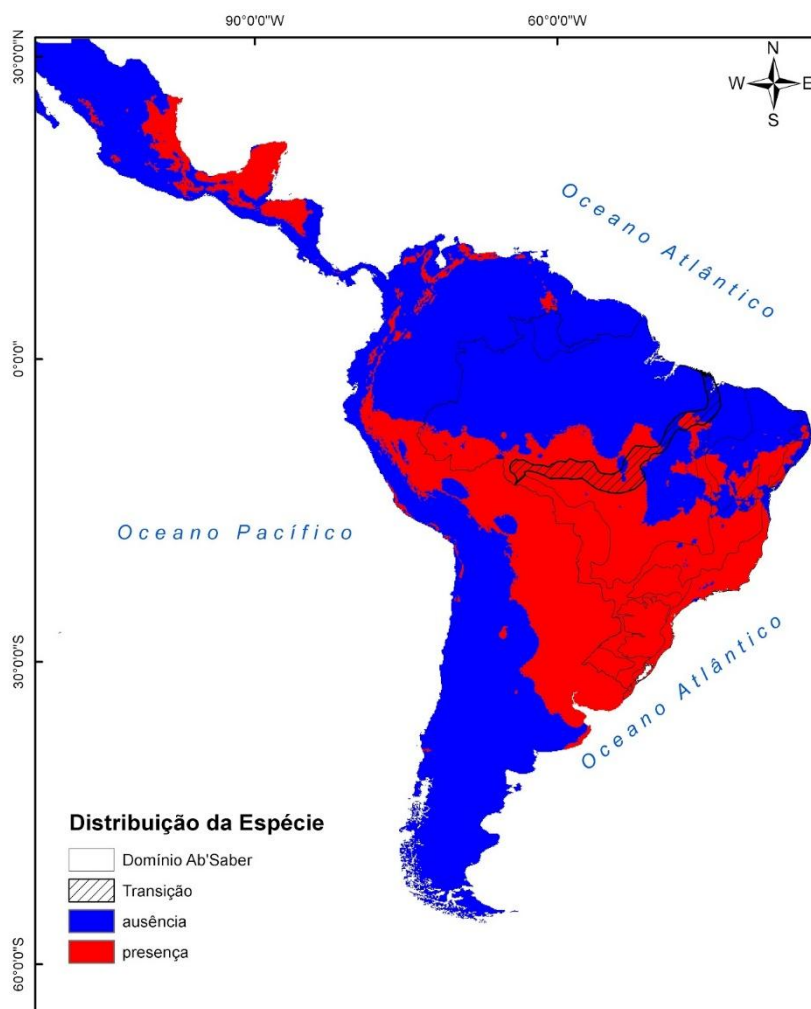 90°0'0"W
60°0'0"W
30°0'0"N
N
W
E
S
Oceano Atlântico
0°0'0"
Oceano Pacífico
30°0'0"S
Oceano Atlântico
Distribuição da Espécie
Domínio Ab'Saber
Transição
ausência
presença
60°0'0"S